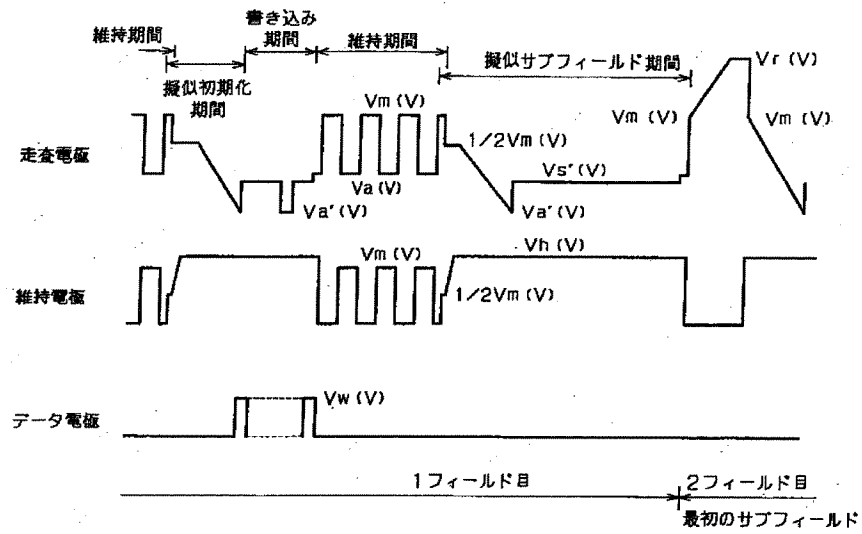 書き込み
期間
維持期間
維持期間
擬似サブフィールド期間
擬似初期化
期間
Vr (V)
Vm (V)
Vm (V)
Vm (V)
1/2Vm (V)
走査電極
Vs' (V)
Va (V)
Va' (V)
Va' (V)
Vm (V)
Vh (V)
維持電極
1/2Vm (V)
Vw (V)
データ電極
1フィールド目
2フィールド目
最初のサブフィールド